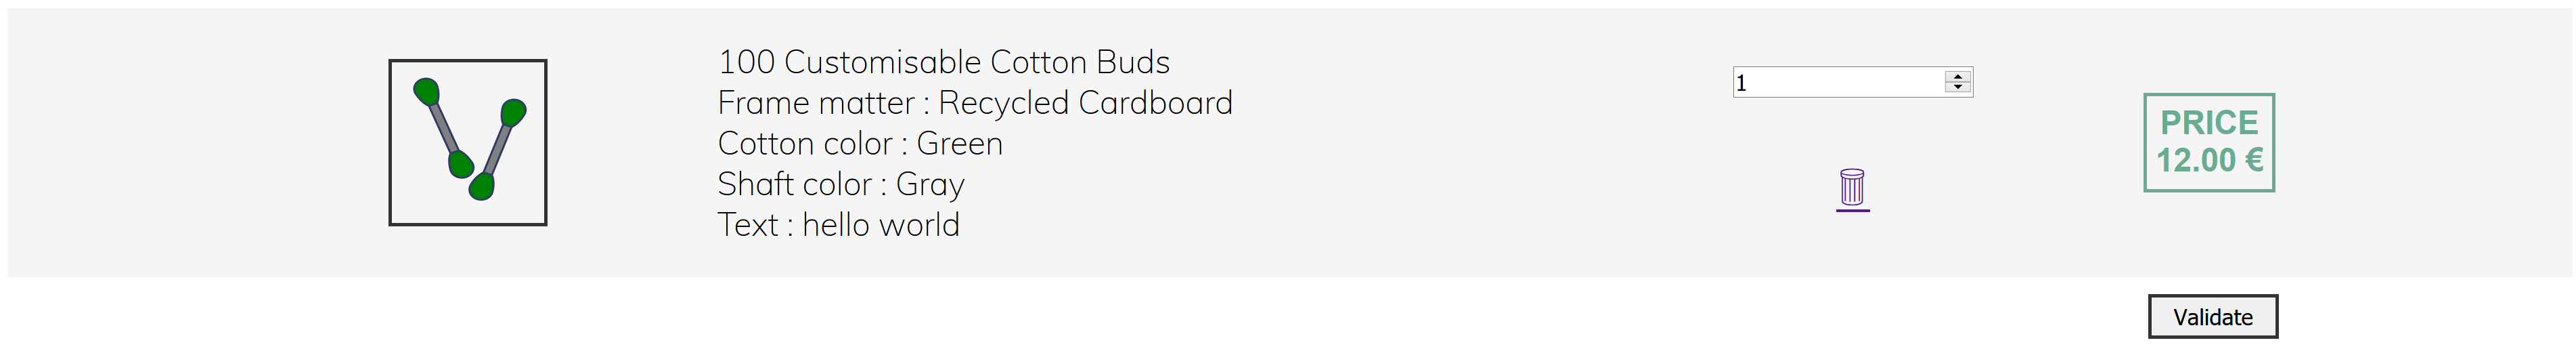 100 Customisable Cotton Buds
Frame matter : Recycled Cardboard
Cotton color : Green
Shaft color : Gray
Text : hello world
1
PRICE
12.00 €
Validate